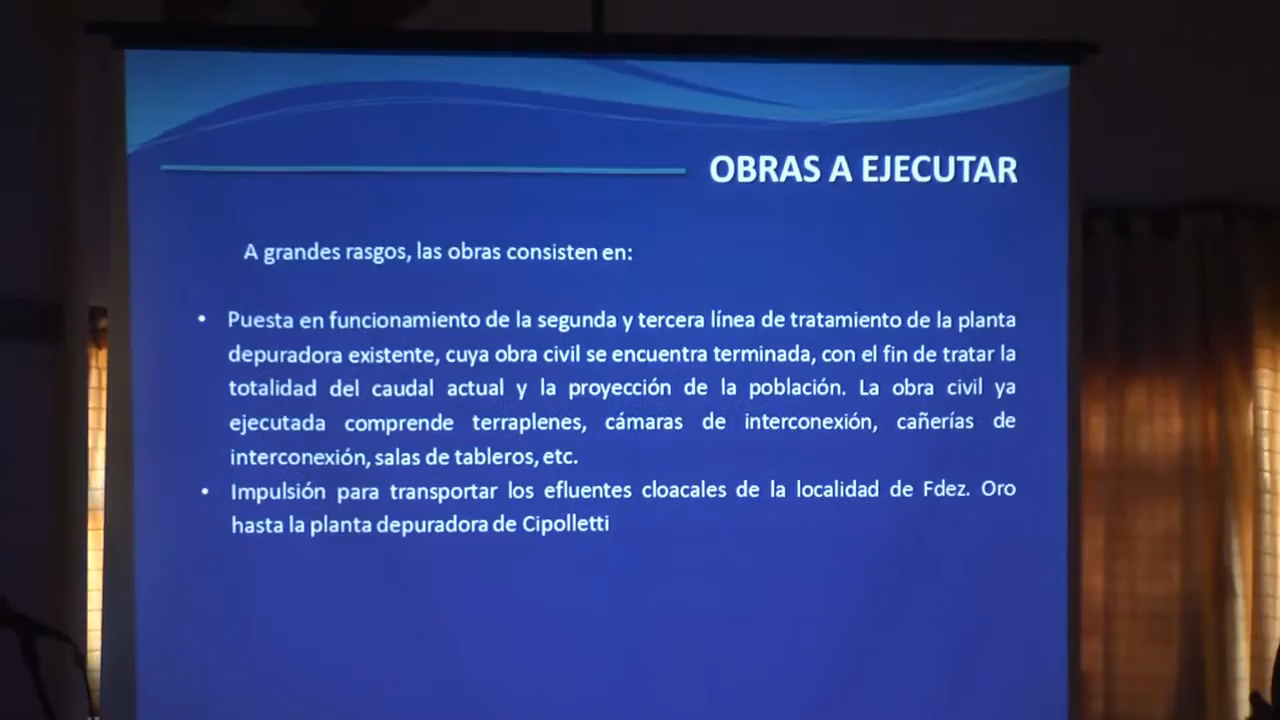 OBRAS A EJECUTAR
A grandes rasgos, las obras consisten en:
• Puesta en funcionamiento de la segunda y tercera línea de tratamiento de la planta
depuradora existente, cuya obra civil se encuentra terminada, con el fin de tratar la
totalidad del caudal actual y la proyección de la población. La obra civil ya
ejecutada comprende terraplenes, cámaras de interconexión, cañerías de
interconexión, salas de tableros, etc.
• Impulsión para transportar los efluentes cloacales de la localidad de Fdez. Oro
hasta la planta depuradora de Cipolletti